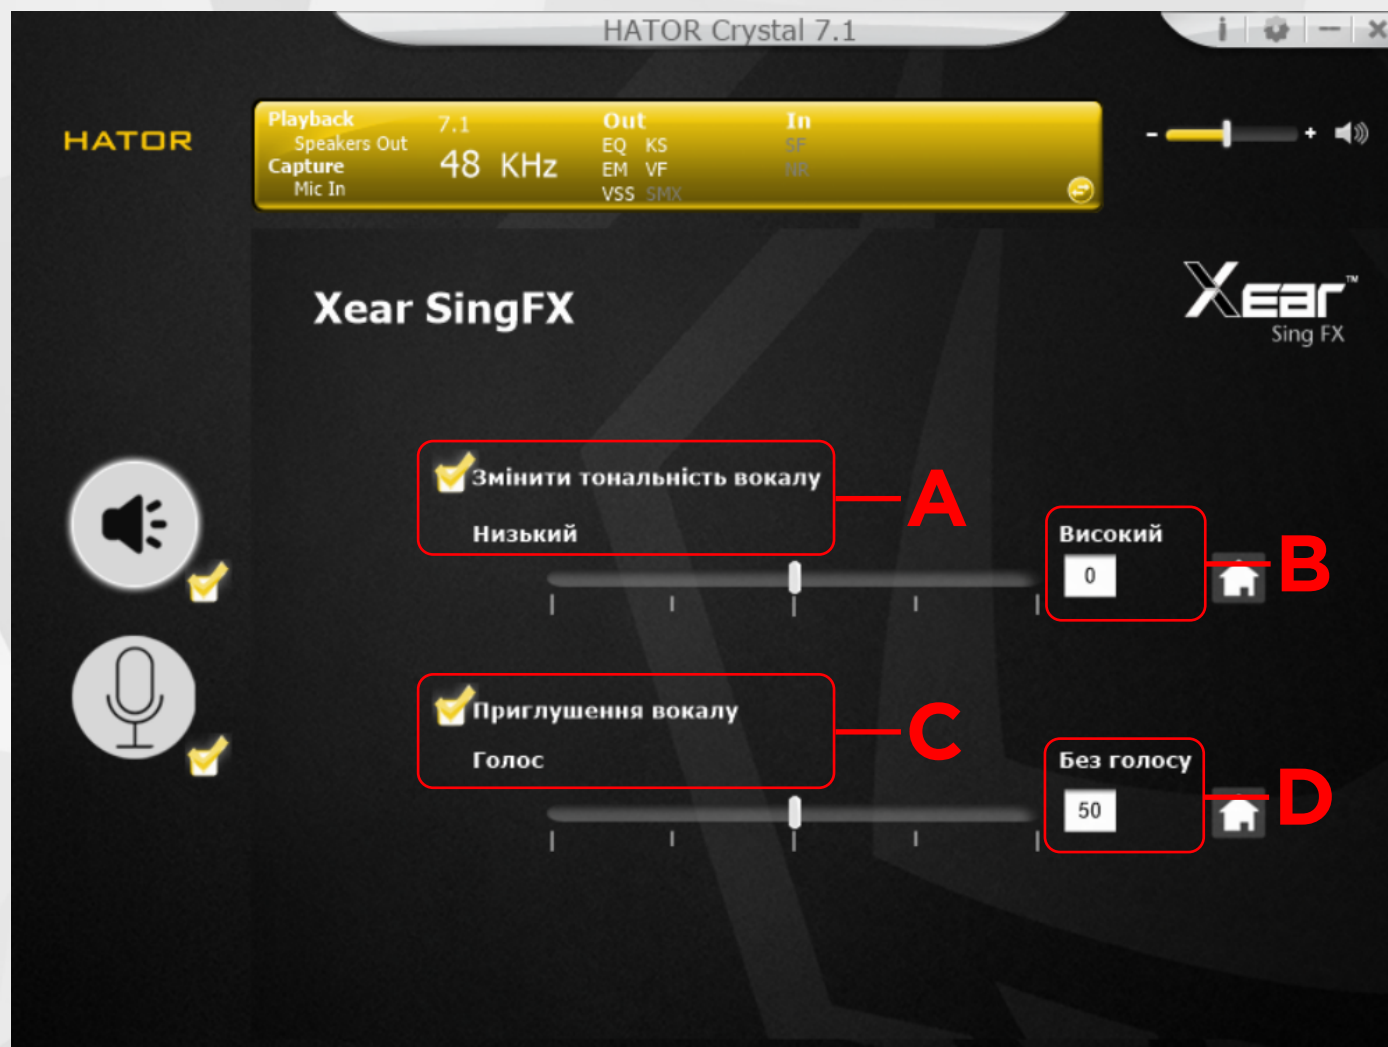 HATOR Crystal 7.1
i
HATOR
Playback 7.1 Out In
Speakers Out EQ KS SF
Capture 48 KHz EM VF NR
Mic In VSS SMX
- +
Xear SingFX
Xear™
Sing FX
Змінити тональність вокалу
A
Низький
Високий
B
0
Приглушення вокалу
C
Голос
Без голосу
D
50